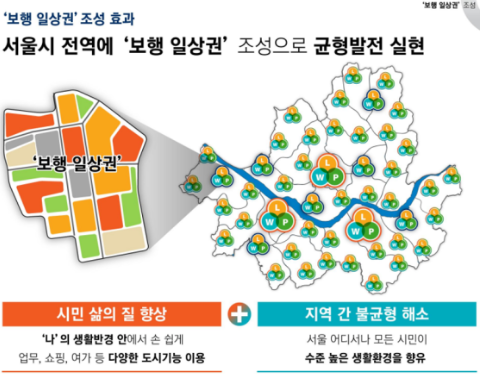 '보행 일상권' 조성
'보행 일상권' 조성 효과
서울시 전역에 '보행 일상권' 조성으로 균형발전 실현
'보행 일상권'
L
W P
L
W P
L
W P
시민 삶의 질 향상
지역 간 불균형 해소
'나'의 생활반경 안에서 손 쉽게
업무, 쇼핑, 여가 등 다양한 도시기능 이용
서울 어디서나 모든 시민이
수준 높은 생활환경을 향유